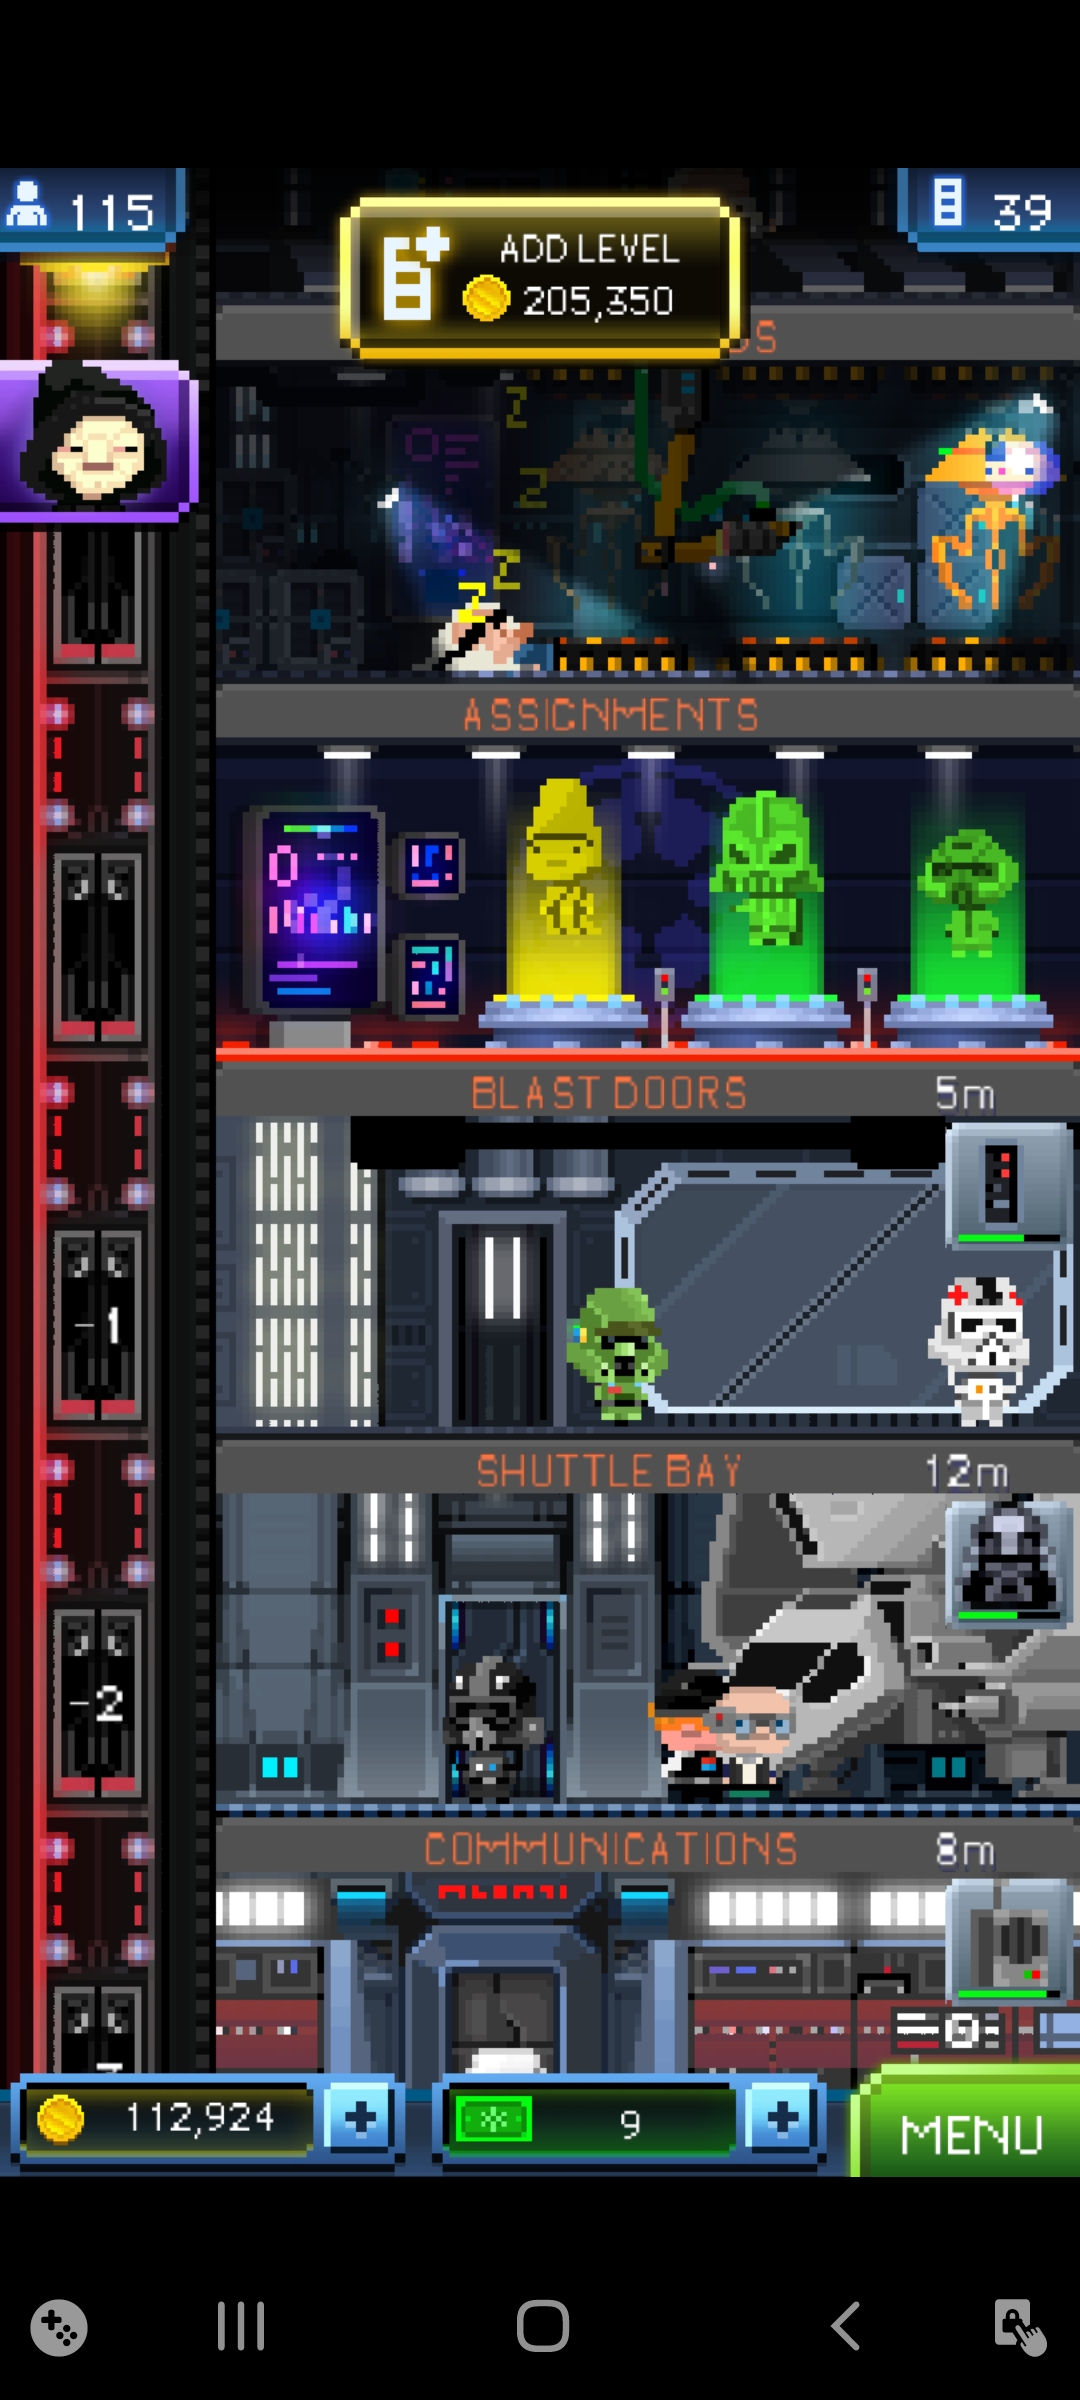 115
ADD LEVEL
205,350
39
DS
Z
Z
Z
Z
ASSIGNMENTS
BLAST DOORS 5m
-1
SHUTTLE BAY 12m
-2
COMMUNICATIONS 8m
112,924
9
MENU